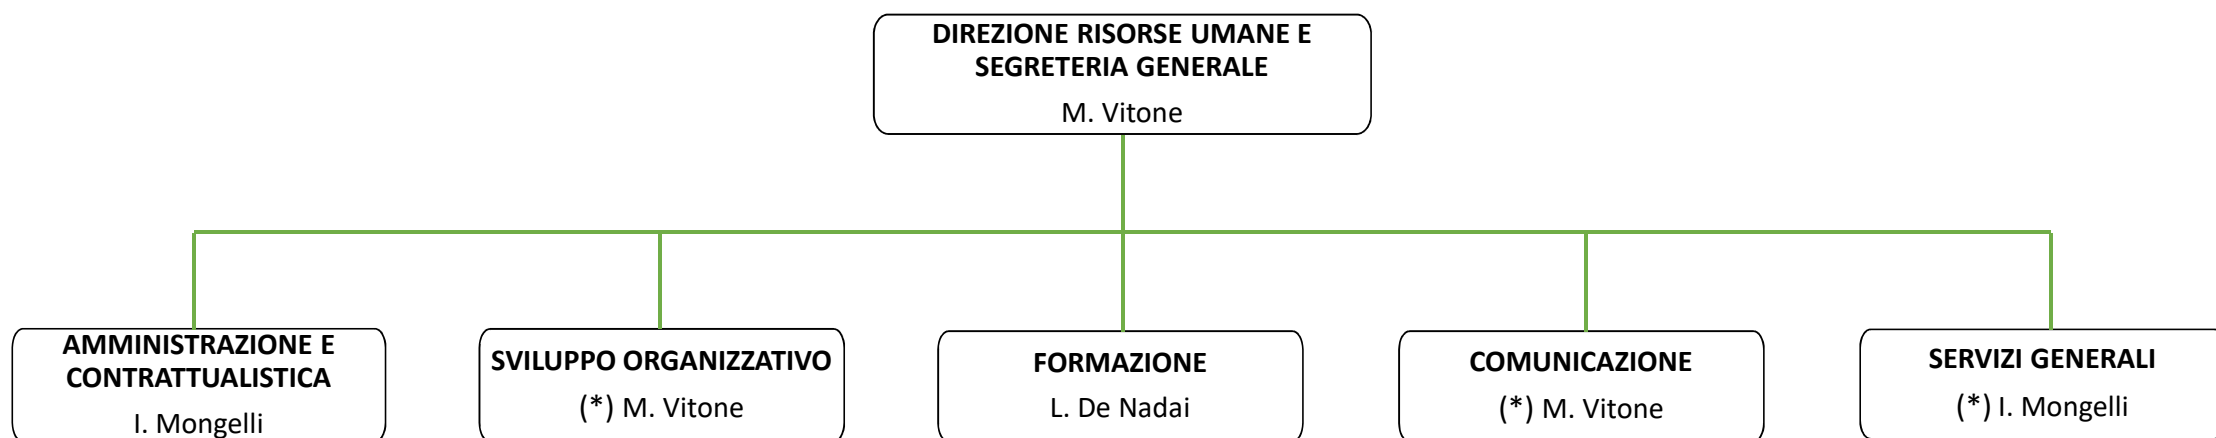 DIREZIONE RISORSE UMANE E
SEGRETERIA GENERALE
M. Vitone
AMMINISTRAZIONE E
CONTRATTUALISTICA
I. Mongelli
SVILUPPO ORGANIZZATIVO
(*) M. Vitone
FORMAZIONE
L. De Nadai
COMUNICAZIONE
(*) M. Vitone
SERVIZI GENERALI
(*) I. Mongelli